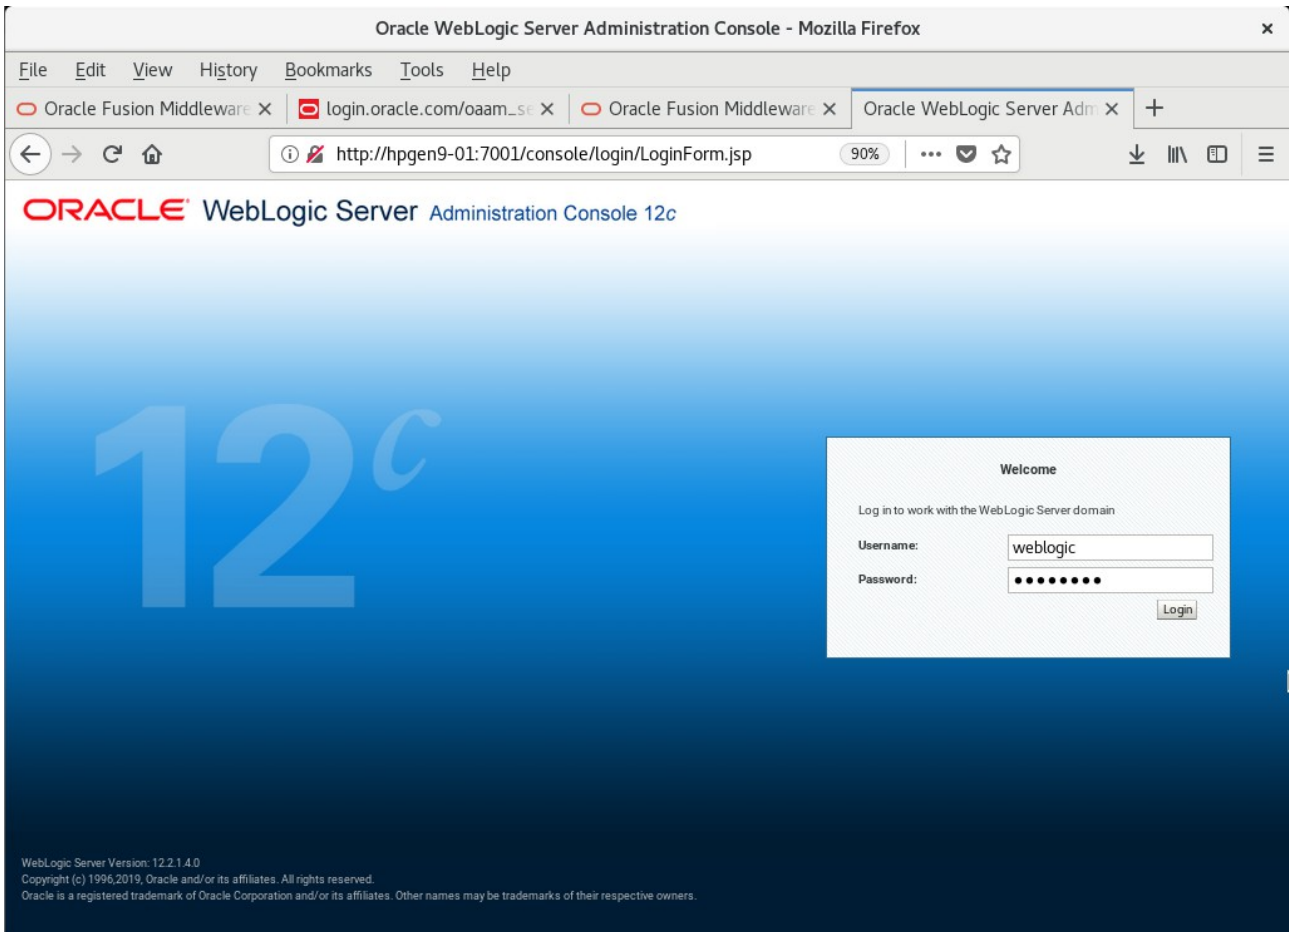 Oracle WebLogic Server Administration Console - Mozilla Firefox
File Edit View History Bookmarks Tools Help
Oracle Fusion Middleware login.oracle.com/oaam_se Oracle Fusion Middleware Oracle WebLogic Server Adm
http://hpgen9-01:7001/console/login/LoginForm.jsp 90%
ORACLE WebLogic Server Administration Console 12c
12c
Welcome
Log in to work with the WebLogic Server domain
Username: weblogic
Password: ●●●●●●●●
Login
WebLogic Server Version: 12.2.1.4.0
Copyright (c) 1996,2019, Oracle and/or its affiliates. All rights reserved.
Oracle is a registered trademark of Oracle Corporation and/or its affiliates. Other names may be trademarks of their respective owners.